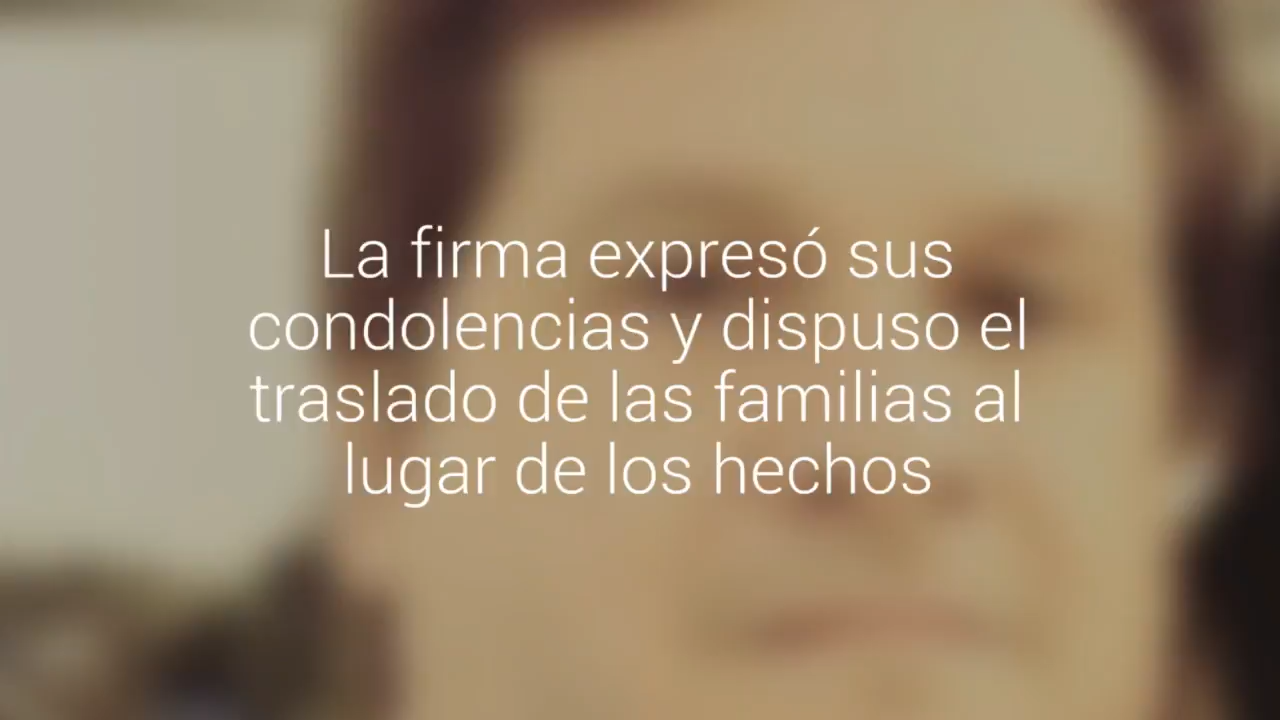 La firma expresó sus
condolencias y dispuso el
traslado de las familias al
lugar de los hechos